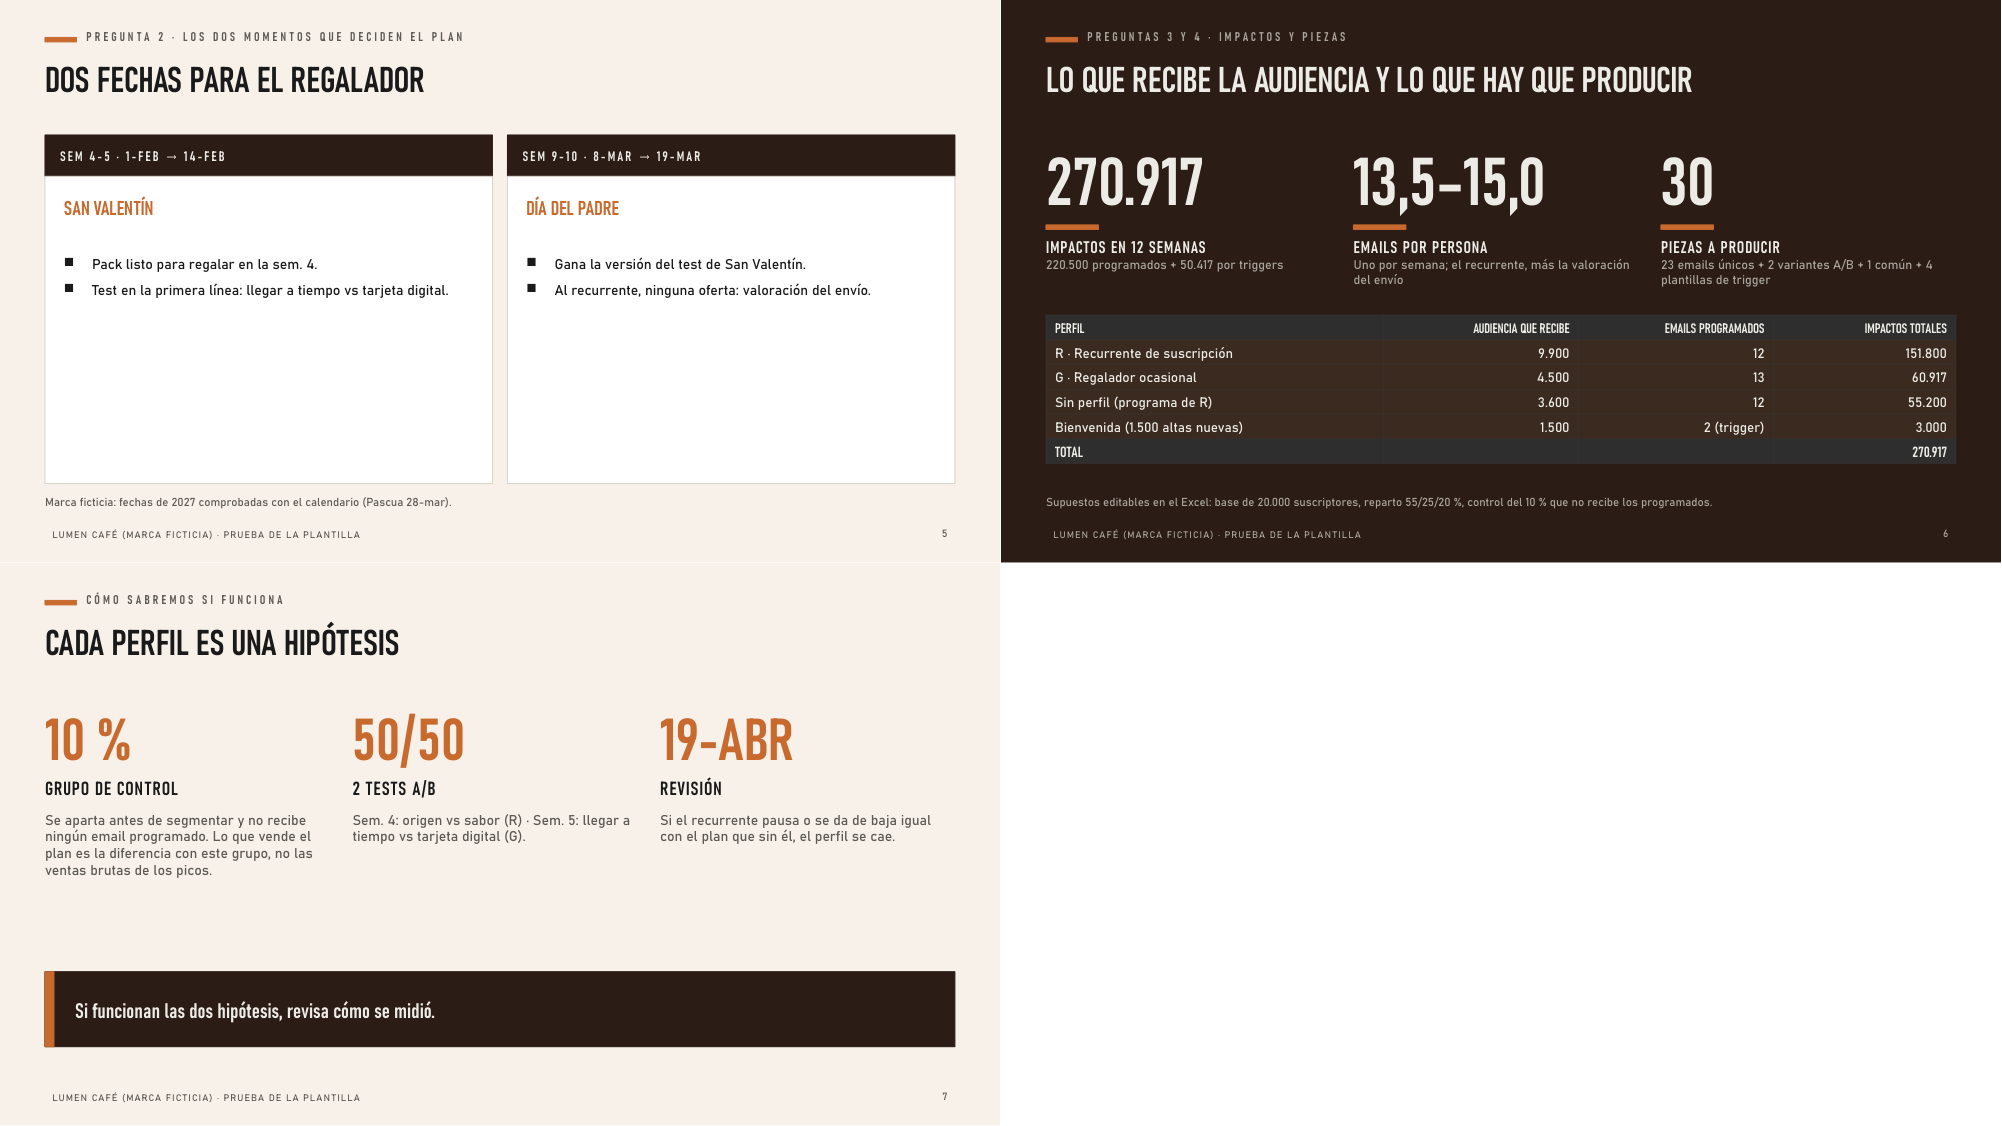 PREGUNTA 2 · LOS DOS MOMENTOS QUE DECIDEN EL PLAN
DOS FECHAS PARA EL REGALADOR
SEM 4-5 · 1-FEB → 14-FEB
SAN VALENTÍN
■ Pack listo para regalar en la sem. 4.
■ Test en la primera línea: llegar a tiempo vs tarjeta digital.
SEM 9-10 · 8-MAR → 19-MAR
DÍA DEL PADRE
■ Gana la versión del test de San Valentín.
■ Al recurrente, ninguna oferta: valoración del envío.
Marca ficticia: fechas de 2027 comprobadas con el calendario (Pascua 28-mar).
LUMEN CAFÉ (MARCA FICTICIA) · PRUEBA DE LA PLANTILLA 5
PREGUNTAS 3 Y 4 · IMPACTOS Y PIEZAS
LO QUE RECIBE LA AUDIENCIA Y LO QUE HAY QUE PRODUCIR
270.917
IMPACTOS EN 12 SEMANAS
220.500 programados + 50.417 por triggers
13,5–15,0
EMAILS POR PERSONA
Uno por semana; el recurrente, más la valoración
del envío
30
PIEZAS A PRODUCIR
23 emails únicos + 2 variantes A/B + 1 común + 4
plantillas de trigger
PERFIL AUDIENCIA QUE RECIBE EMAILS PROGRAMADOS IMPACTOS TOTALES
R · Recurrente de suscripción 9.900 12 151.800
G · Regalador ocasional 4.500 13 60.917
Sin perfil (programa de R) 3.600 12 55.200
Bienvenida (1.500 altas nuevas) 1.500 2 (trigger) 3.000
TOTAL 270.917
Supuestos editables en el Excel: base de 20.000 suscriptores, reparto 55/25/20 %, control del 10 % que no recibe los programados.
LUMEN CAFÉ (MARCA FICTICIA) · PRUEBA DE LA PLANTILLA 6
CÓMO SABREMOS SI FUNCIONA
CADA PERFIL ES UNA HIPÓTESIS
10 %
GRUPO DE CONTROL
Se aparta antes de segmentar y no recibe
ningún email programado. Lo que vende el
plan es la diferencia con este grupo, no las
ventas brutas de los picos.
50/50
2 TESTS A/B
Sem. 4: origen vs sabor (R) · Sem. 5: llegar a
tiempo vs tarjeta digital (G).
19-ABR
REVISIÓN
Si el recurrente pausa o se da de baja igual
con el plan que sin él, el perfil se cae.
Si funcionan las dos hipótesis, revisa cómo se midió.
LUMEN CAFÉ (MARCA FICTICIA) · PRUEBA DE LA PLANTILLA 7